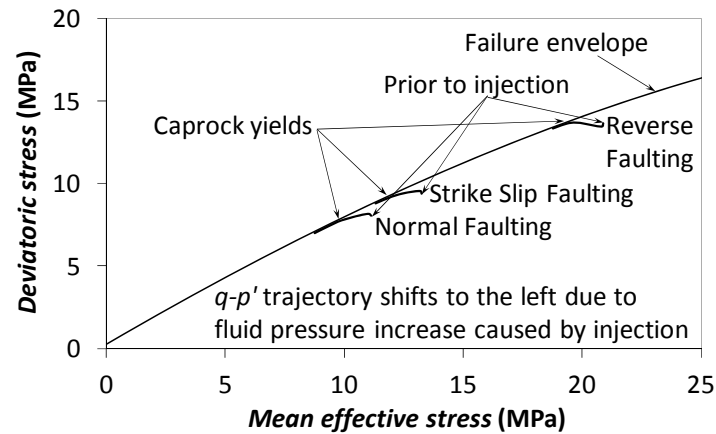 20
15
10
5
0
Deviatoric stress (MPa)
Failure envelope
Prior to injection
Caprock yields
Reverse
Faulting
Strike Slip Faulting
Normal Faulting
q-p' trajectory shifts to the left due to
fluid pressure increase caused by injection
0 5 10 15 20 25
Mean effective stress (MPa)